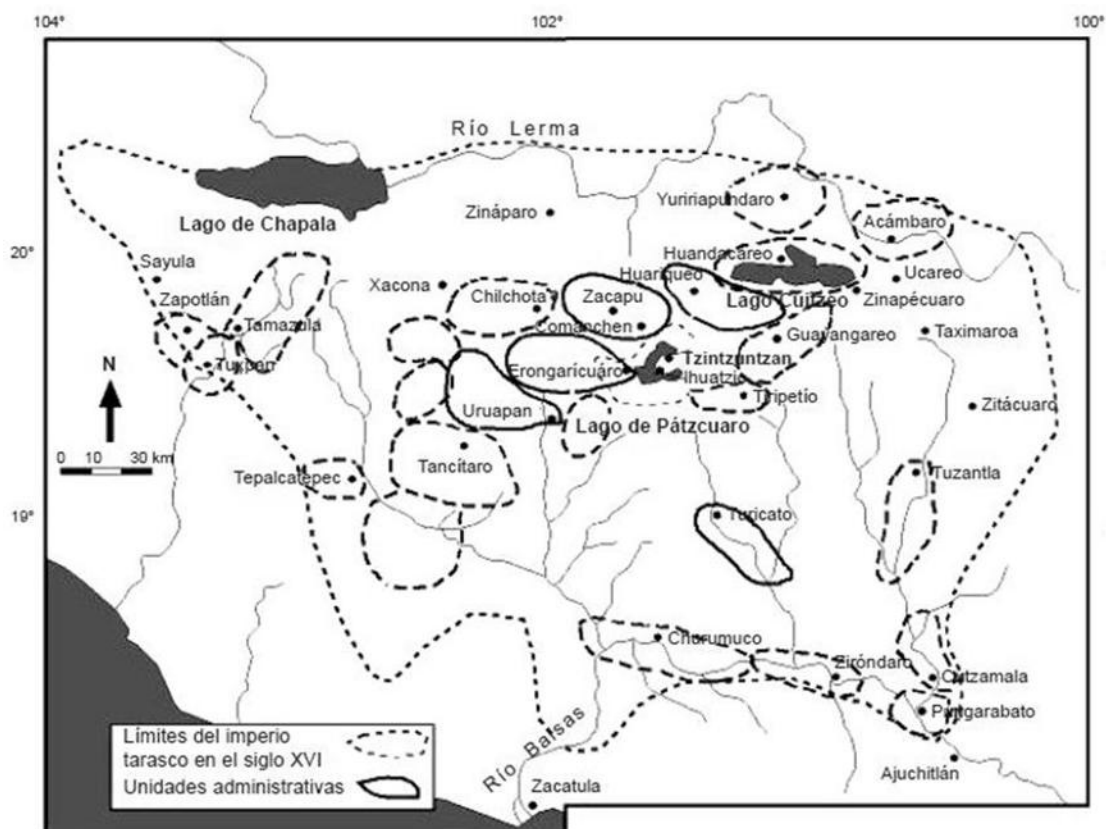 104°
102°
100°
Río Lerma
Lago de Chapala
Zináparo
Yuririapúndaro
Acámbaro
20°
Sayula
Huandacareo
Ucareo
Xacona
Huaniqueo
Zapotlán
Chilchota
Zacapu
Lago Cuitzeo
Zinapécuaro
Tamazula
Comanchen
Guayangareo
Taximaroa
Tuxpan
Tzintzuntzan
N
Erongarícuaro
Ihuatzio
Tiripetío
Zitácuaro
Uruapan
Lago de Pátzcuaro
0 10 30 km
Tancítaro
Tepalcatepec
Tuzantla
19°
Turicato
Churumuco
Ziróndaro
Cutzamala
Pungarabato
Río Balsas
Límites del imperio
tarasco en el siglo XVI
Unidades administrativas
Ajuchitlán
Zacatula